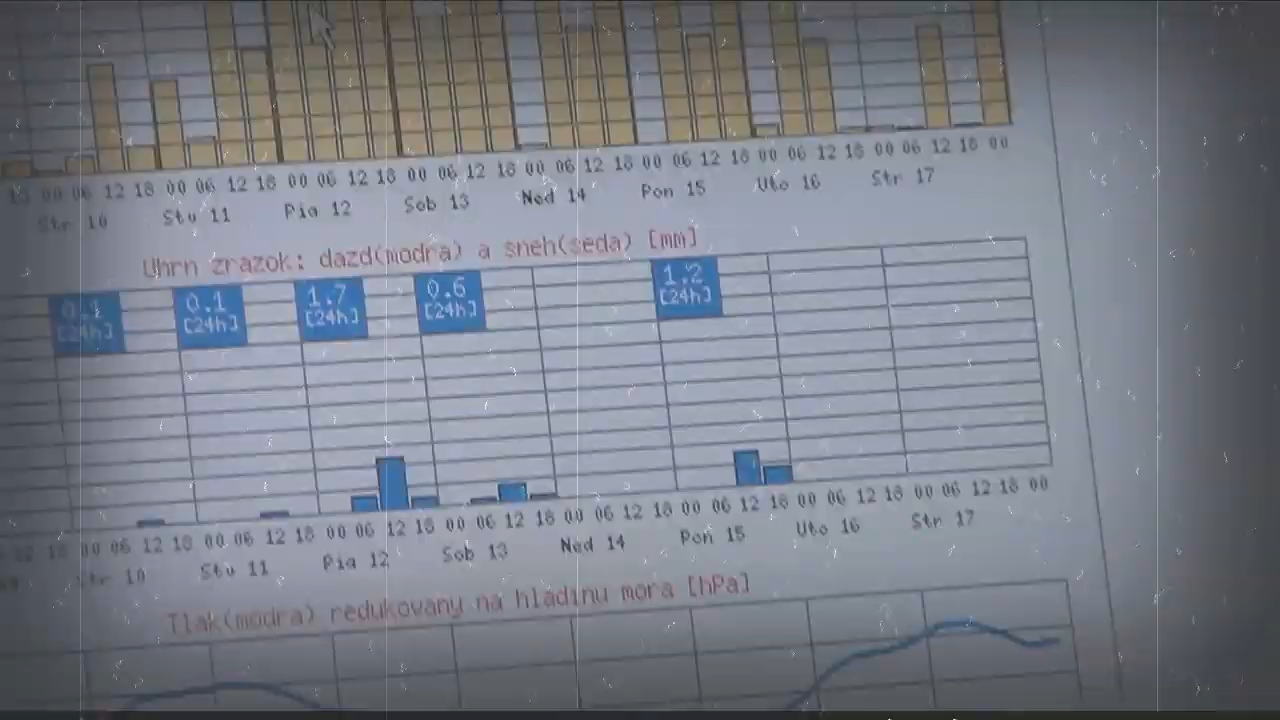 18 00 06 12 18 00 06 12 18 00 06 12 18 00 06 12 18 00 06 12 18 00 06 12 18 00 06 12 18 00 06 12 18 00
Str 10 Stv 11 Pia 12 Sob 13 Ned 14 Pon 15 Uto 16 Str 17
Uhrn zrazok: dazd(modra) a sneh(seda) [mm]
0.1 0.1 1.7 0.6 1.2
[24h] [24h] [24h] [24h] [24h]
12 18 00 06 12 18 00 06 12 18 00 06 12 18 00 06 12 18 00 06 12 18 00 06 12 18 00 06 12 18 00 06 12 18 00
Str 10 Stv 11 Pia 12 Sob 13 Ned 14 Pon 15 Uto 16 Str 17
Tlak(modra) redukovany na hladinu mora [hPa]